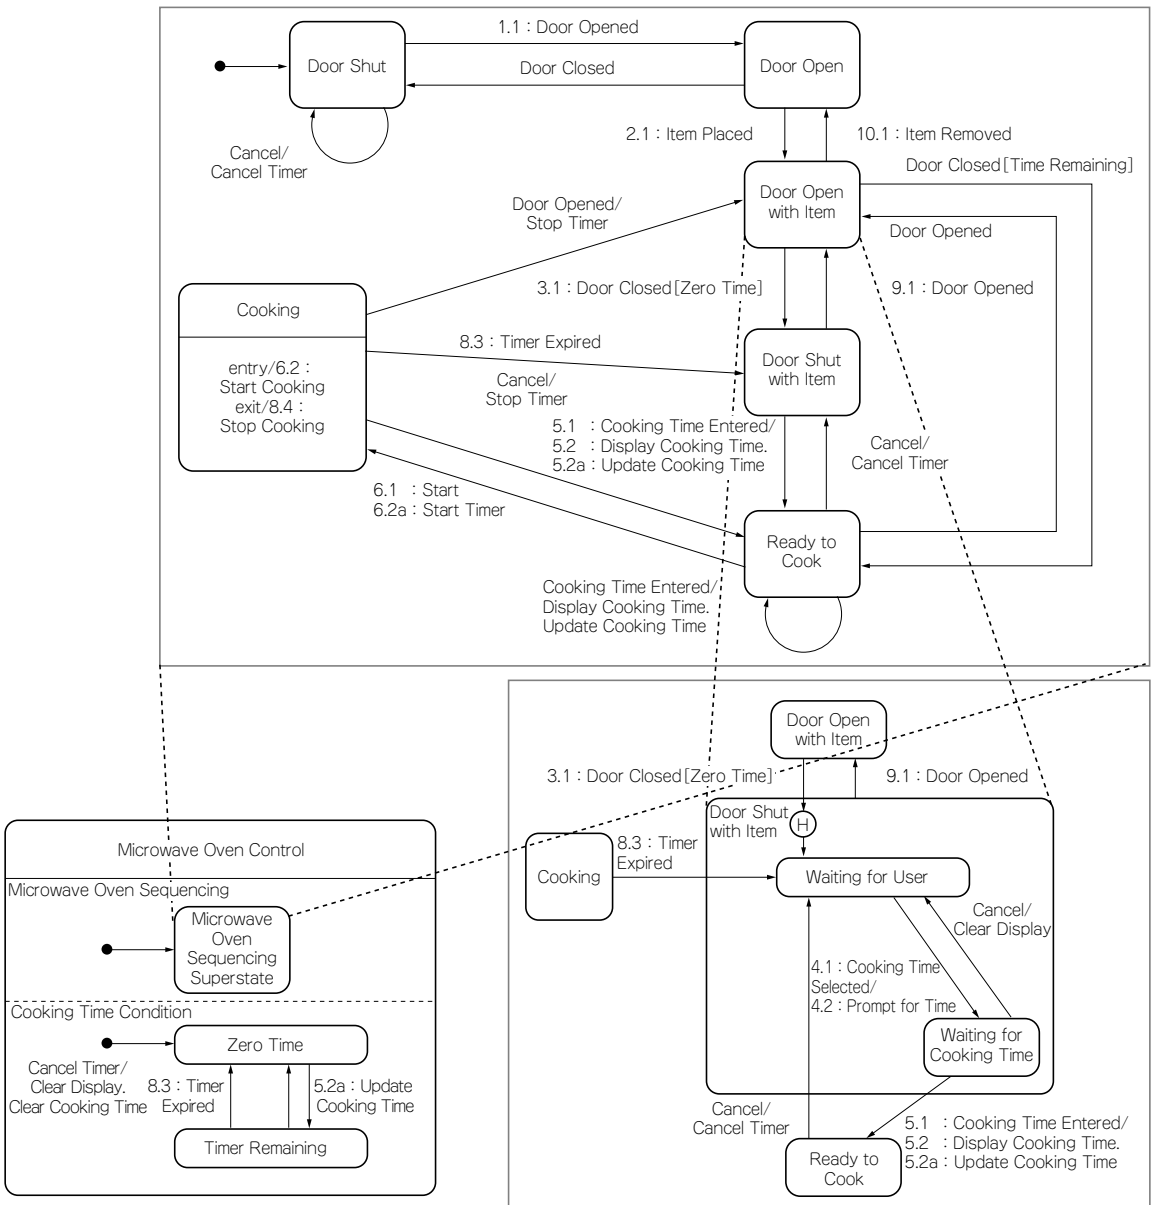 1.1 : Door Opened
Door Shut
Door Closed
Door Open
Cancel/
Cancel Timer
2.1 : Item Placed
10.1 : Item Removed
Door Closed[Time Remaining]
Door Opened/
Stop Timer
Door Open
with Item
Door Opened
3.1 : Door Closed[Zero Time]
9.1 : Door Opened
Cooking
entry/6.2 :
Start Cooking
exit/8.4 :
Stop Cooking
8.3 : Timer Expired
Cancel/
Stop Timer
Door Shut
with Item
5.1 : Cooking Time Entered/
5.2 : Display Cooking Time.
5.2a : Update Cooking Time
Cancel/
Cancel Timer
6.1 : Start
6.2a : Start Timer
Ready to
Cook
Cooking Time Entered/
Display Cooking Time.
Update Cooking Time
Microwave Oven Control
Microwave Oven Sequencing
Microwave
Oven
Sequencing
Superstate
Cooking Time Condition
Zero Time
Cancel Timer/
Clear Display.
Clear Cooking Time
8.3 : Timer
Expired
5.2a : Update
Cooking Time
Timer Remaining
Door Open
with Item
3.1 : Door Closed[Zero Time]
9.1 : Door Opened
Door Shut
with Item
H
Cooking
8.3 : Timer
Expired
Waiting for User
Cancel/
Clear Display
4.1 : Cooking Time
Selected/
4.2 : Prompt for Time
Waiting for
Cooking Time
Cancel/
Cancel Timer
5.1 : Cooking Time Entered/
5.2 : Display Cooking Time.
5.2a : Update Cooking Time
Ready to
Cook